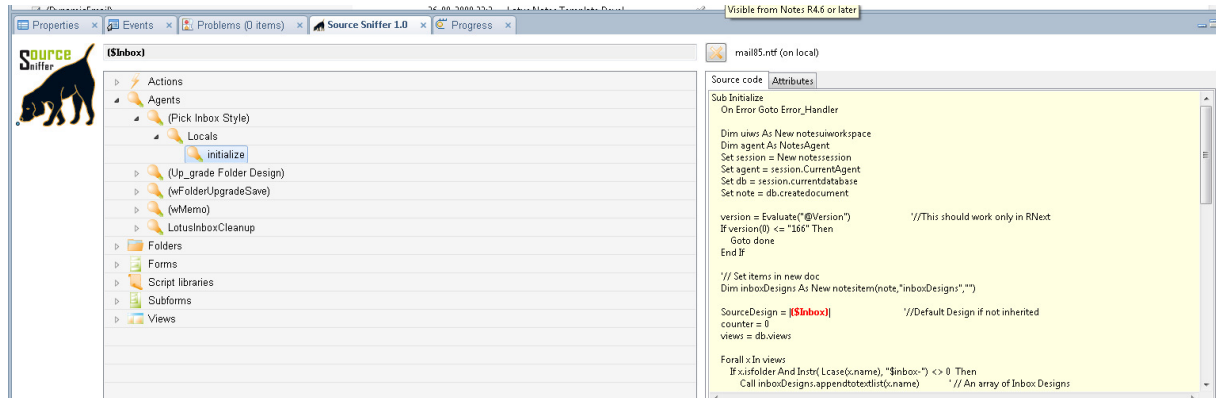 Visible from Notes R4.6 or later
Properties
Events
Problems (0 items)
Source Sniffer 1.0
Progress
Source
Sniffer
($Inbox)
Actions
Agents
(Pick Inbox Style)
Locals
initialize
(Up_grade Folder Design)
(wFolderUpgradeSave)
(wMemo)
LotusInboxCleanup
Folders
Forms
Script libraries
Subforms
Views
mail85.ntf (on local)
Source code Attributes
Sub Initialize
On Error Goto Error_Handler
Dim uiws As New notesuiworkspace
Dim agent As NotesAgent
Set session = New notessession
Set agent = session.CurrentAgent
Set db = session.currentdatabase
Set note = db.createdocument
version = Evaluate("@Version") '//This should work only in RNext
If version(0) <= "166" Then
Goto done
End If
'// Set items in new doc
Dim inboxDesigns As New notesitem(note,"inboxDesigns","")
SourceDesign = |($Inbox)| '//Default Design if not inherited
counter = 0
views = db.views
Forall x In views
If x.isfolder And Instr( Lcase(x.name), "$inbox-") <> 0 Then
Call inboxDesigns.appendtotextlist(x.name) '// An array of Inbox Designs